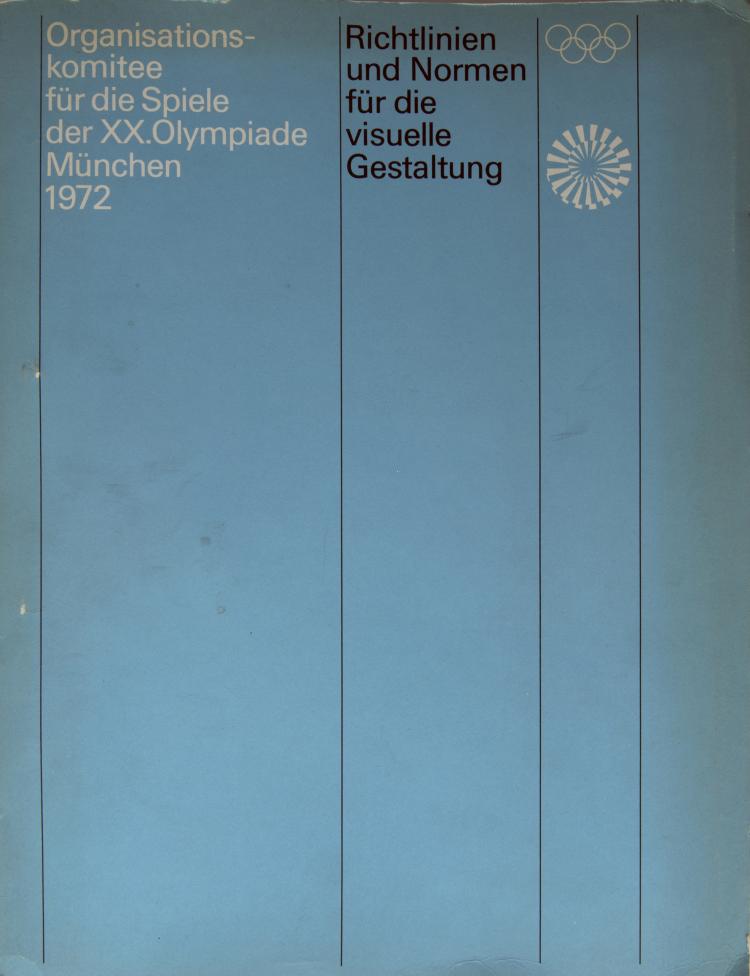 Organisations-
komitee
für die Spiele
der XX.Olympiade
München
1972
Richtlinien
und Normen
für die
visuelle
Gestaltung